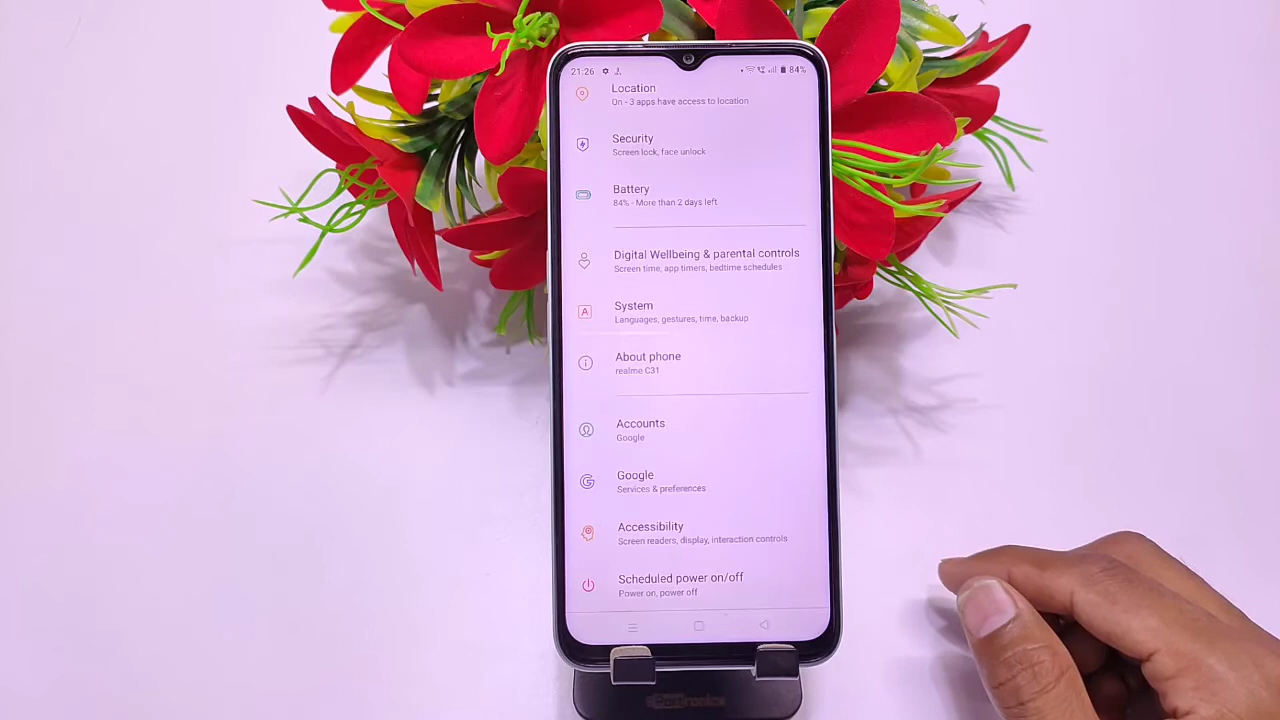 21:26
84%
Location
On - 3 apps have access to location
Security
Screen lock, face unlock
Battery
84% - More than 2 days left
Digital Wellbeing & parental controls
Screen time, app timers, bedtime schedules
System
Languages, gestures, time, backup
About phone
realme C31
Accounts
Google
Google
Services & preferences
Accessibility
Screen readers, display, interaction controls
Scheduled power on/off
Power on, power off